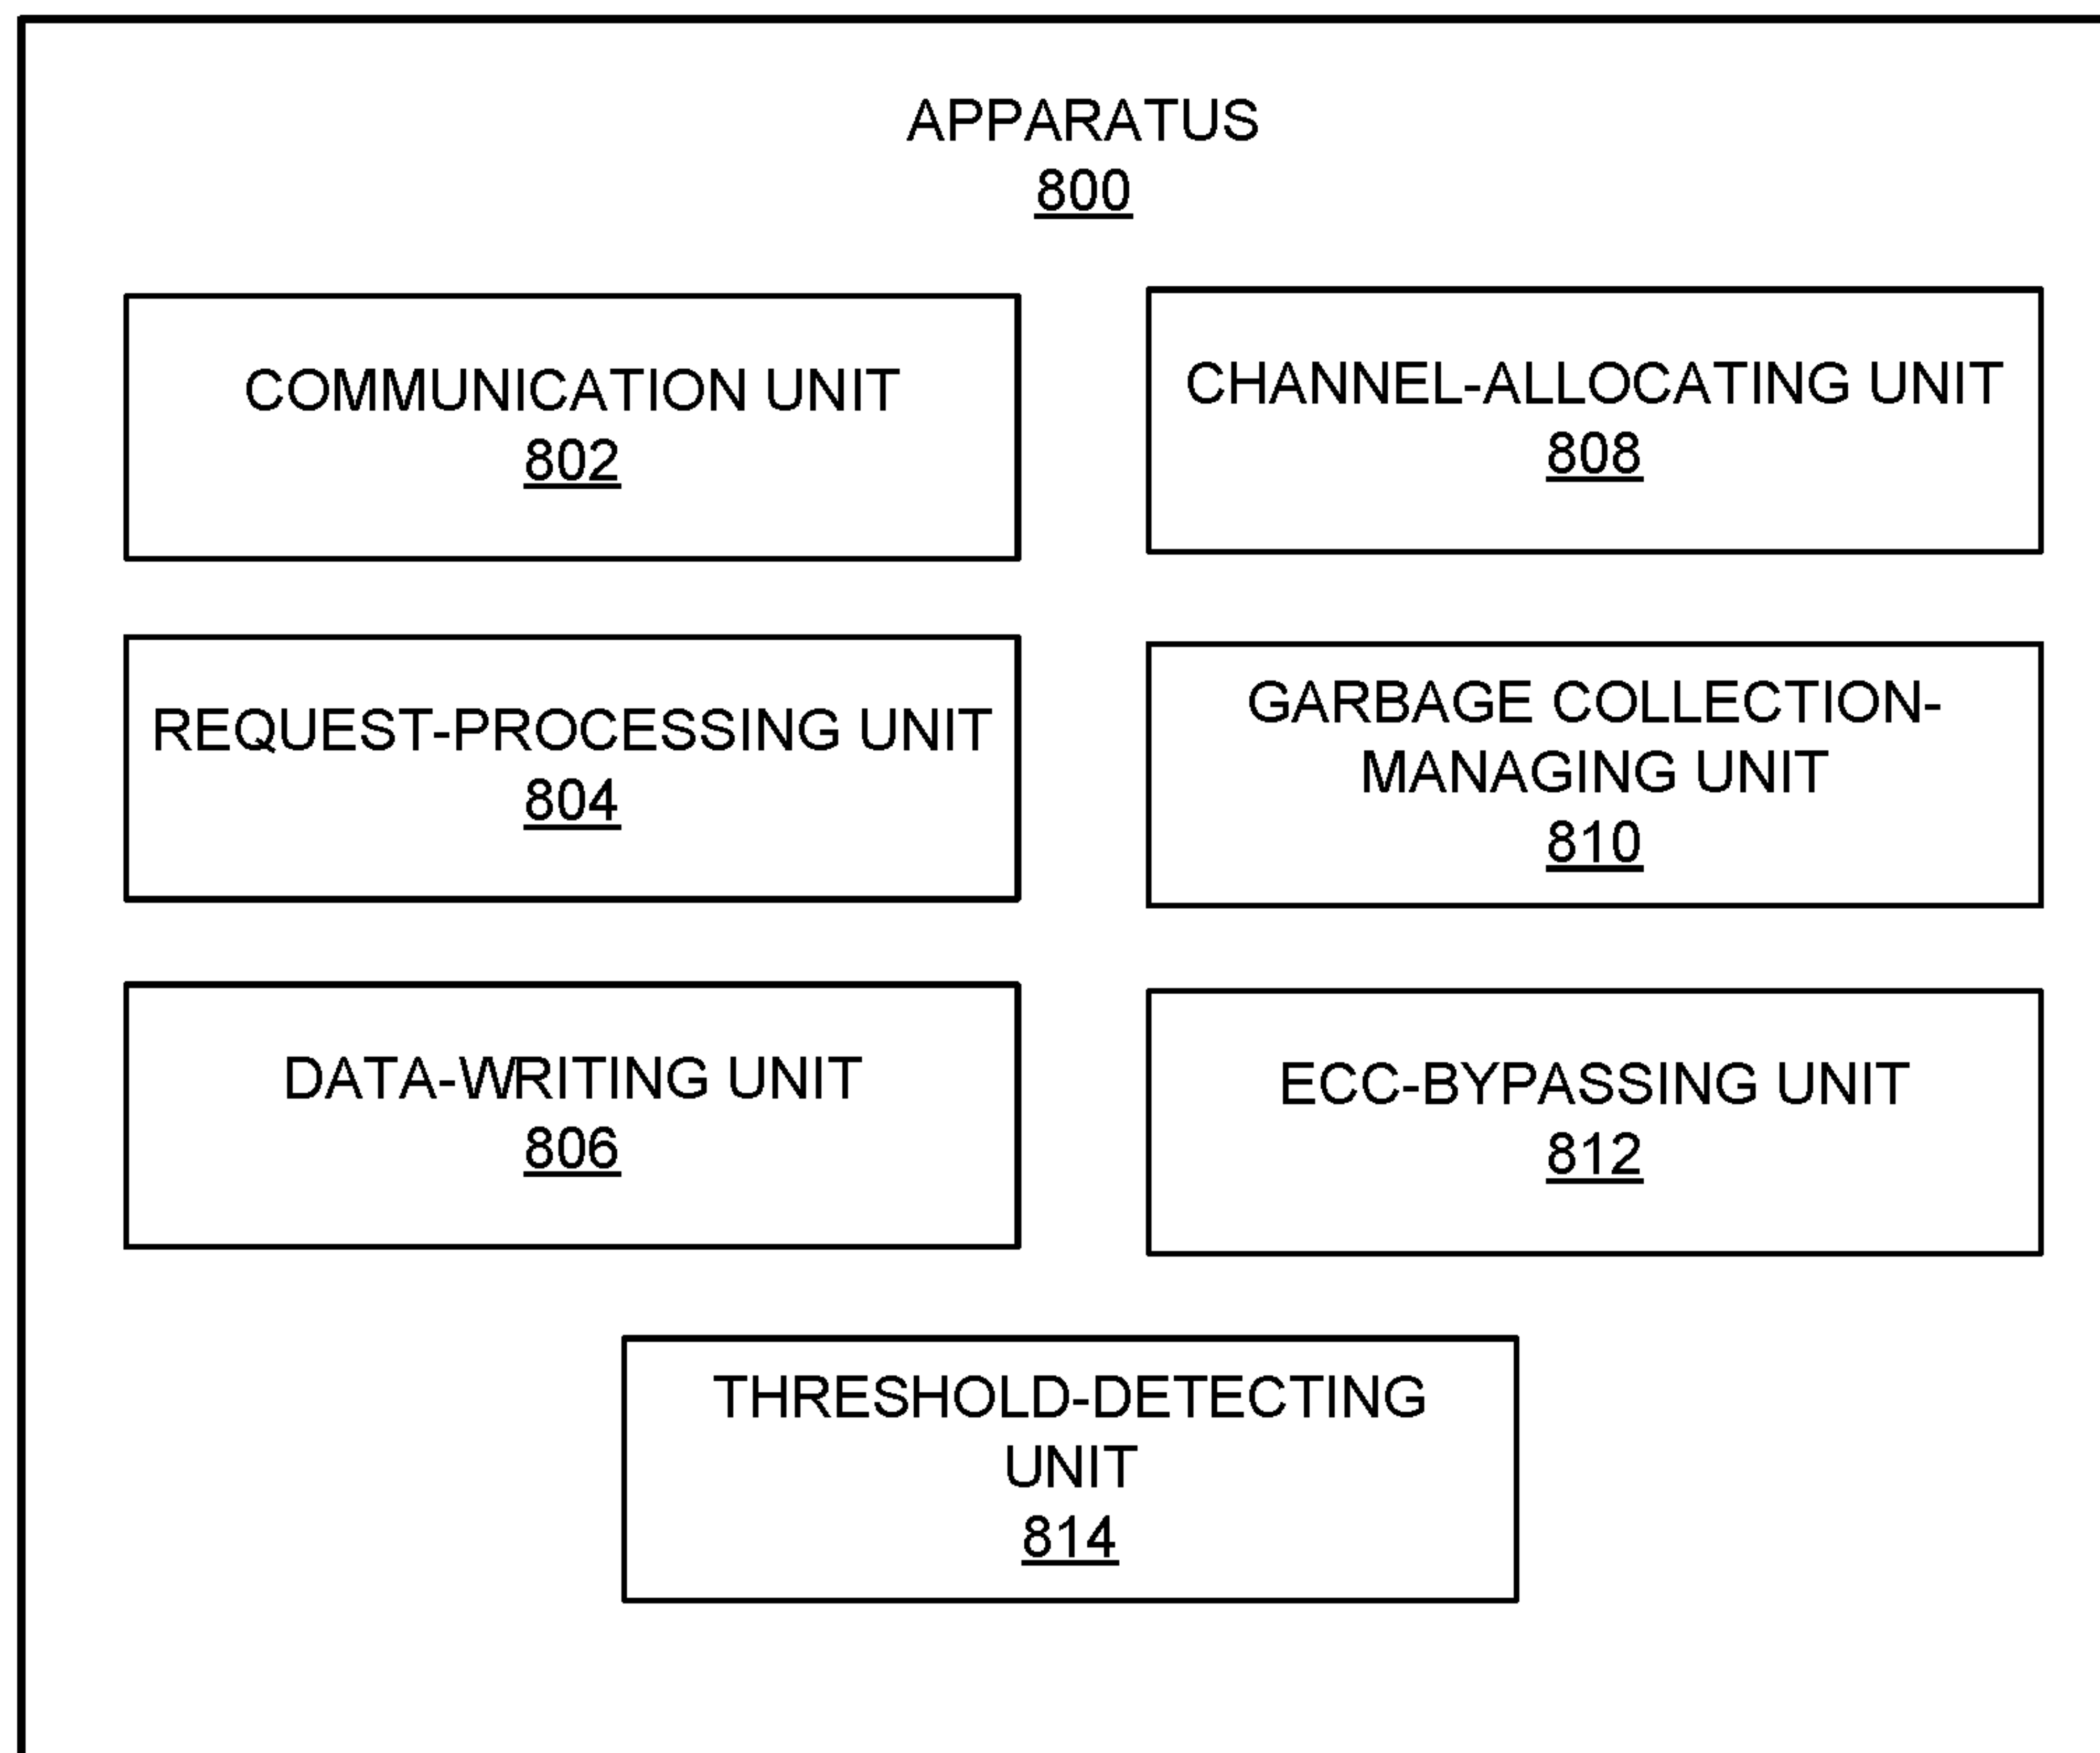 APPARATUS
800
COMMUNICATION UNIT
802
CHANNEL-ALLOCATING UNIT
808
REQUEST-PROCESSING UNIT
804
GARBAGE COLLECTION-
MANAGING UNIT
810
DATA-WRITING UNIT
806
ECC-BYPASSING UNIT
812
THRESHOLD-DETECTING
UNIT
814